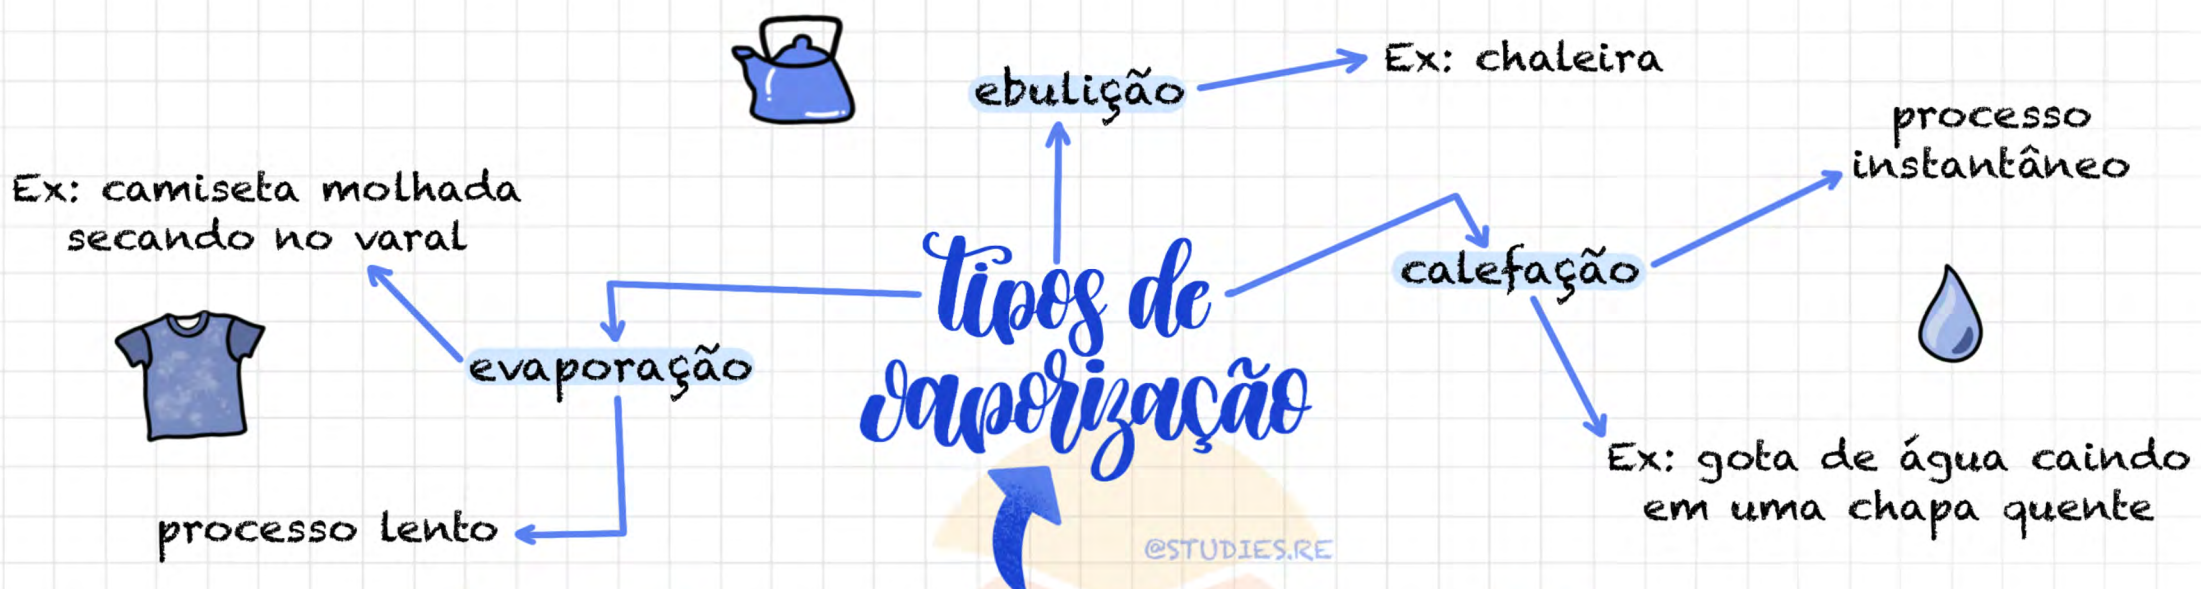 ebulição
Ex: chaleira
processo
instantâneo
Ex: camiseta molhada
secando no varal
calefação
tipos de
vaporização
evaporação
Ex: gota de água caindo
em uma chapa quente
processo lento
@STUDIES.RE